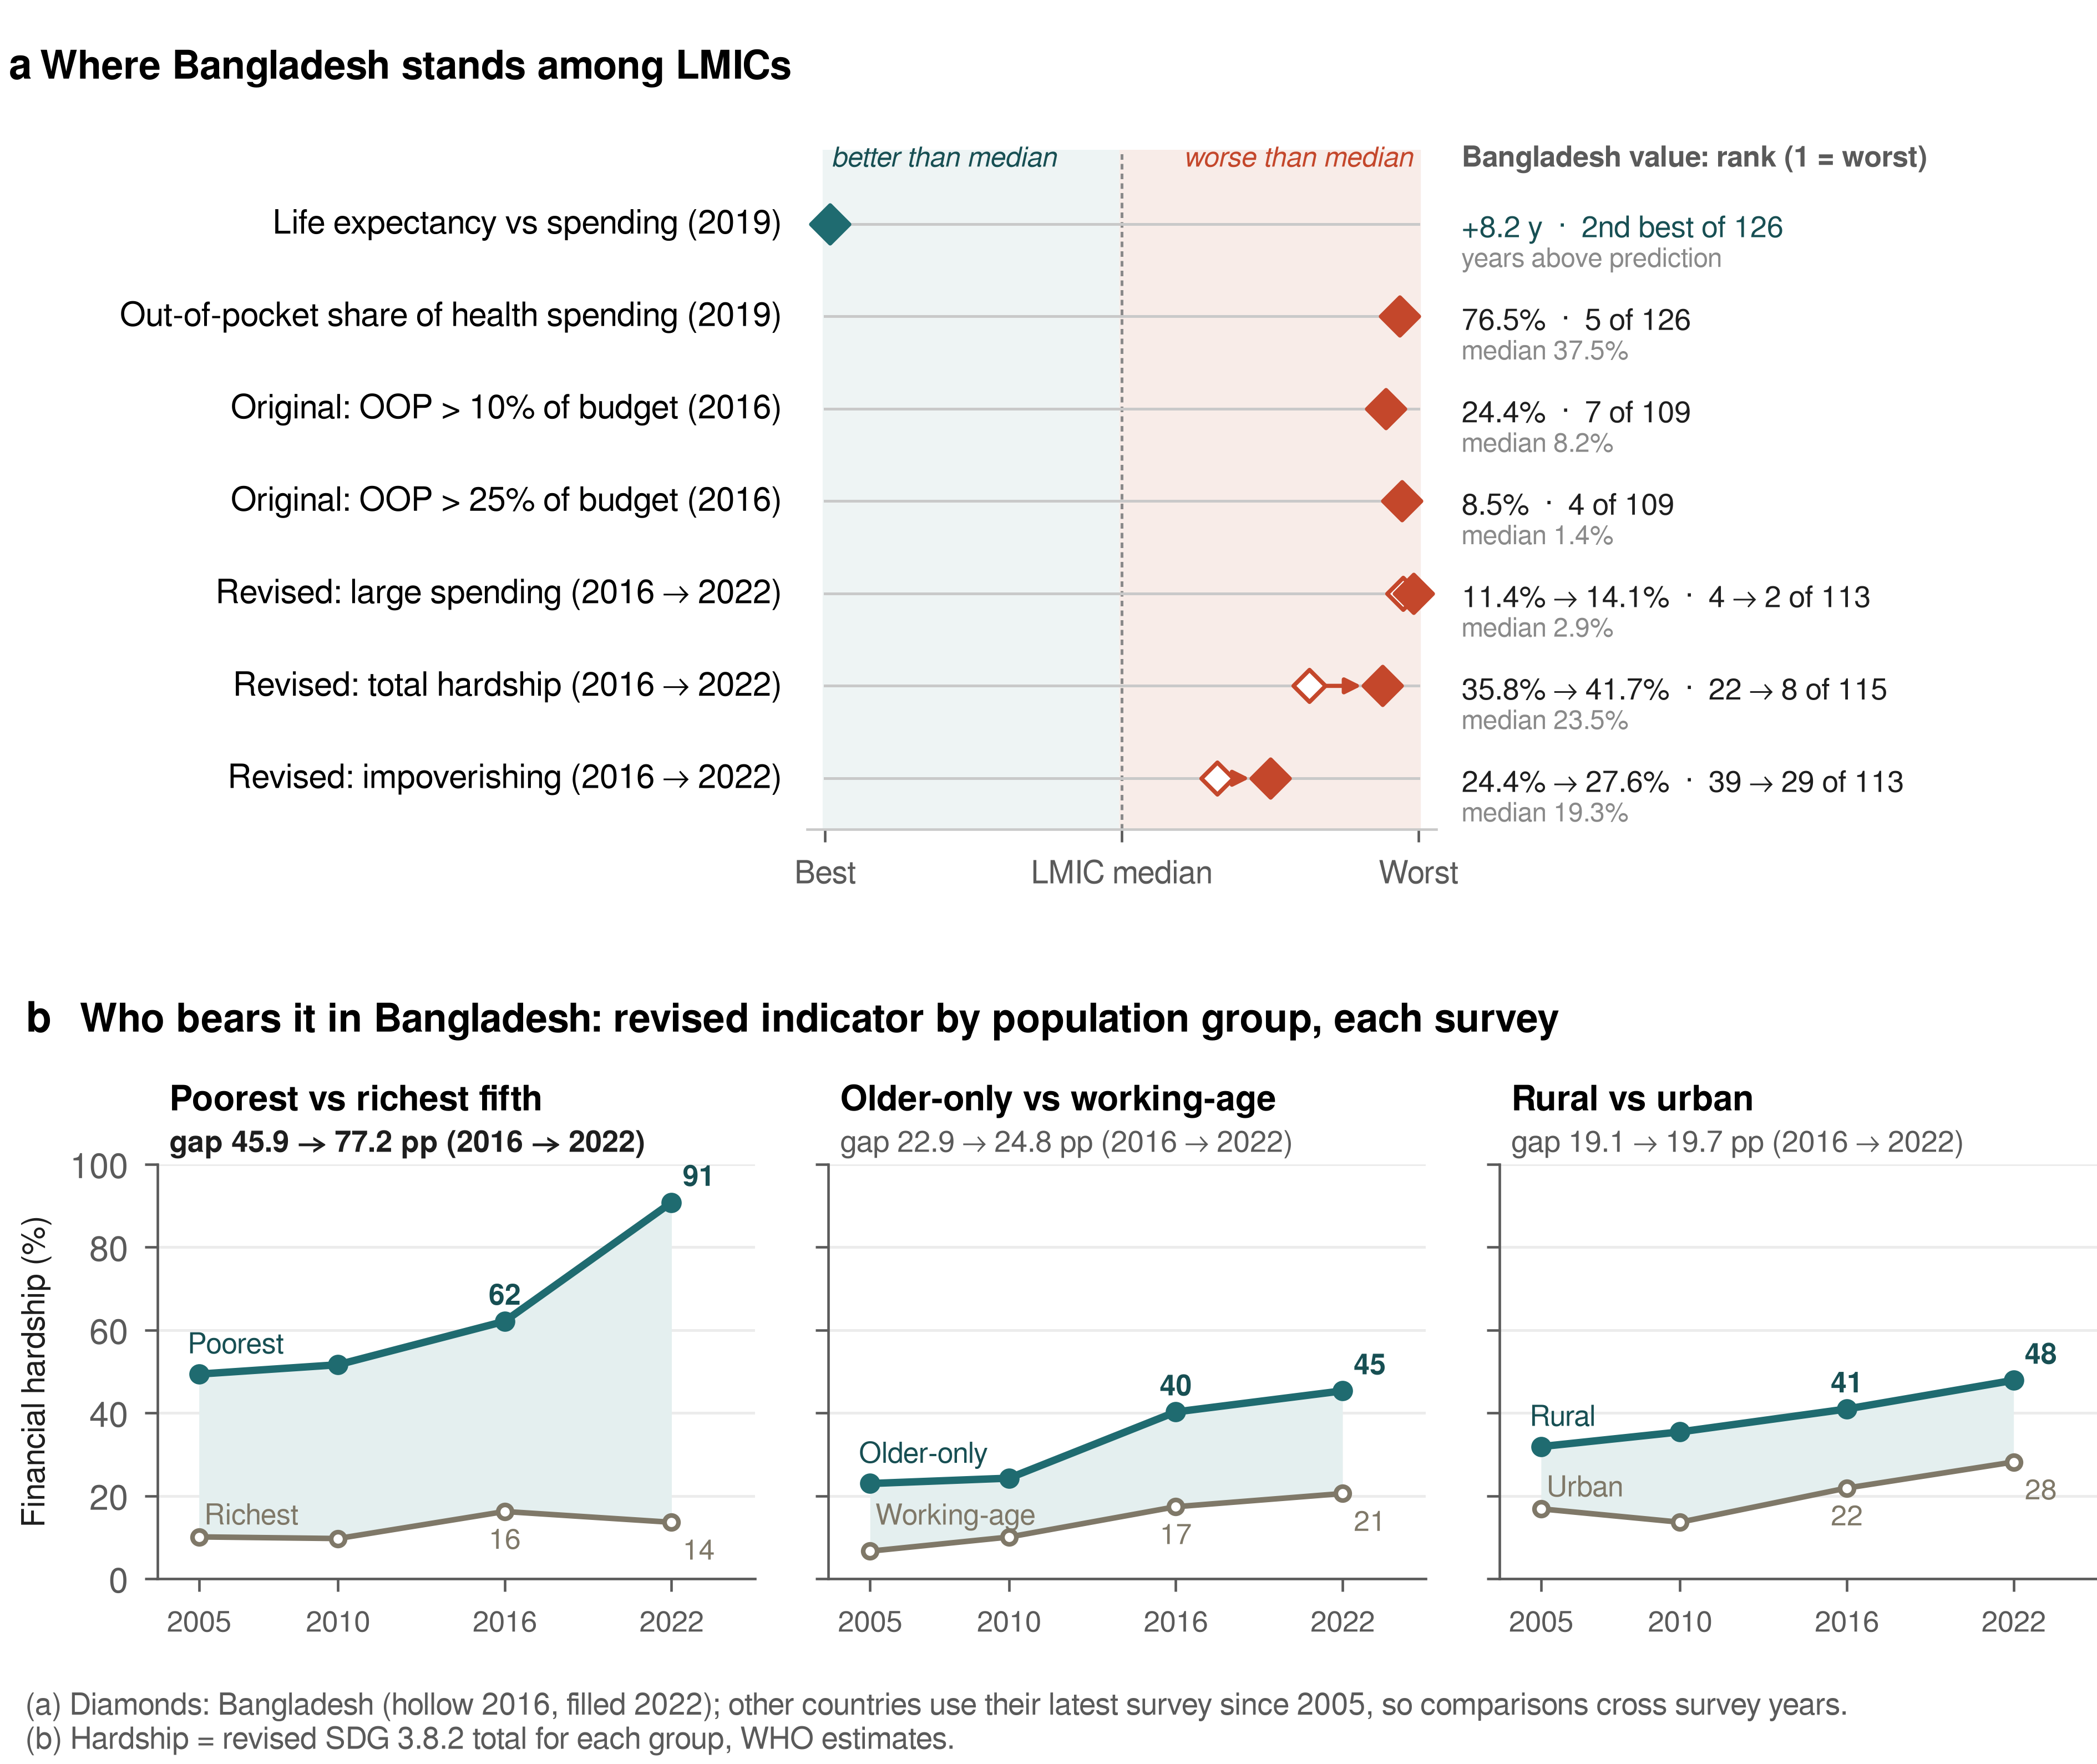 a Where Bangladesh stands among LMICs
better than median
worse than median
Bangladesh value: rank (1 = worst)
Life expectancy vs spending (2019)
+8.2 y · 2nd best of 126
years above prediction
Out-of-pocket share of health spending (2019)
76.5% · 5 of 126
median 37.5%
Original: OOP > 10% of budget (2016)
24.4% · 7 of 109
median 8.2%
Original: OOP > 25% of budget (2016)
8.5% · 4 of 109
median 1.4%
Revised: large spending (2016 → 2022)
11.4% → 14.1% · 4 → 2 of 113
median 2.9%
Revised: total hardship (2016 → 2022)
35.8% → 41.7% · 22 → 8 of 115
median 23.5%
Revised: impoverishing (2016 → 2022)
24.4% → 27.6% · 39 → 29 of 113
median 19.3%
Best
LMIC median
Worst
b Who bears it in Bangladesh: revised indicator by population group, each survey
Poorest vs richest fifth
gap 45.9 → 77.2 pp (2016 → 2022)
Financial hardship (%)
100
80
60
40
20
0
Poorest
62
91
Richest
16
14
2005
2010
2016
2022
Older-only vs working-age
gap 22.9 → 24.8 pp (2016 → 2022)
Older-only
40
45
Working-age
17
21
2005
2010
2016
2022
Rural vs urban
gap 19.1 → 19.7 pp (2016 → 2022)
Rural
41
48
Urban
22
28
2005
2010
2016
2022
(a) Diamonds: Bangladesh (hollow 2016, filled 2022); other countries use their latest survey since 2005, so comparisons cross survey years.
(b) Hardship = revised SDG 3.8.2 total for each group, WHO estimates.